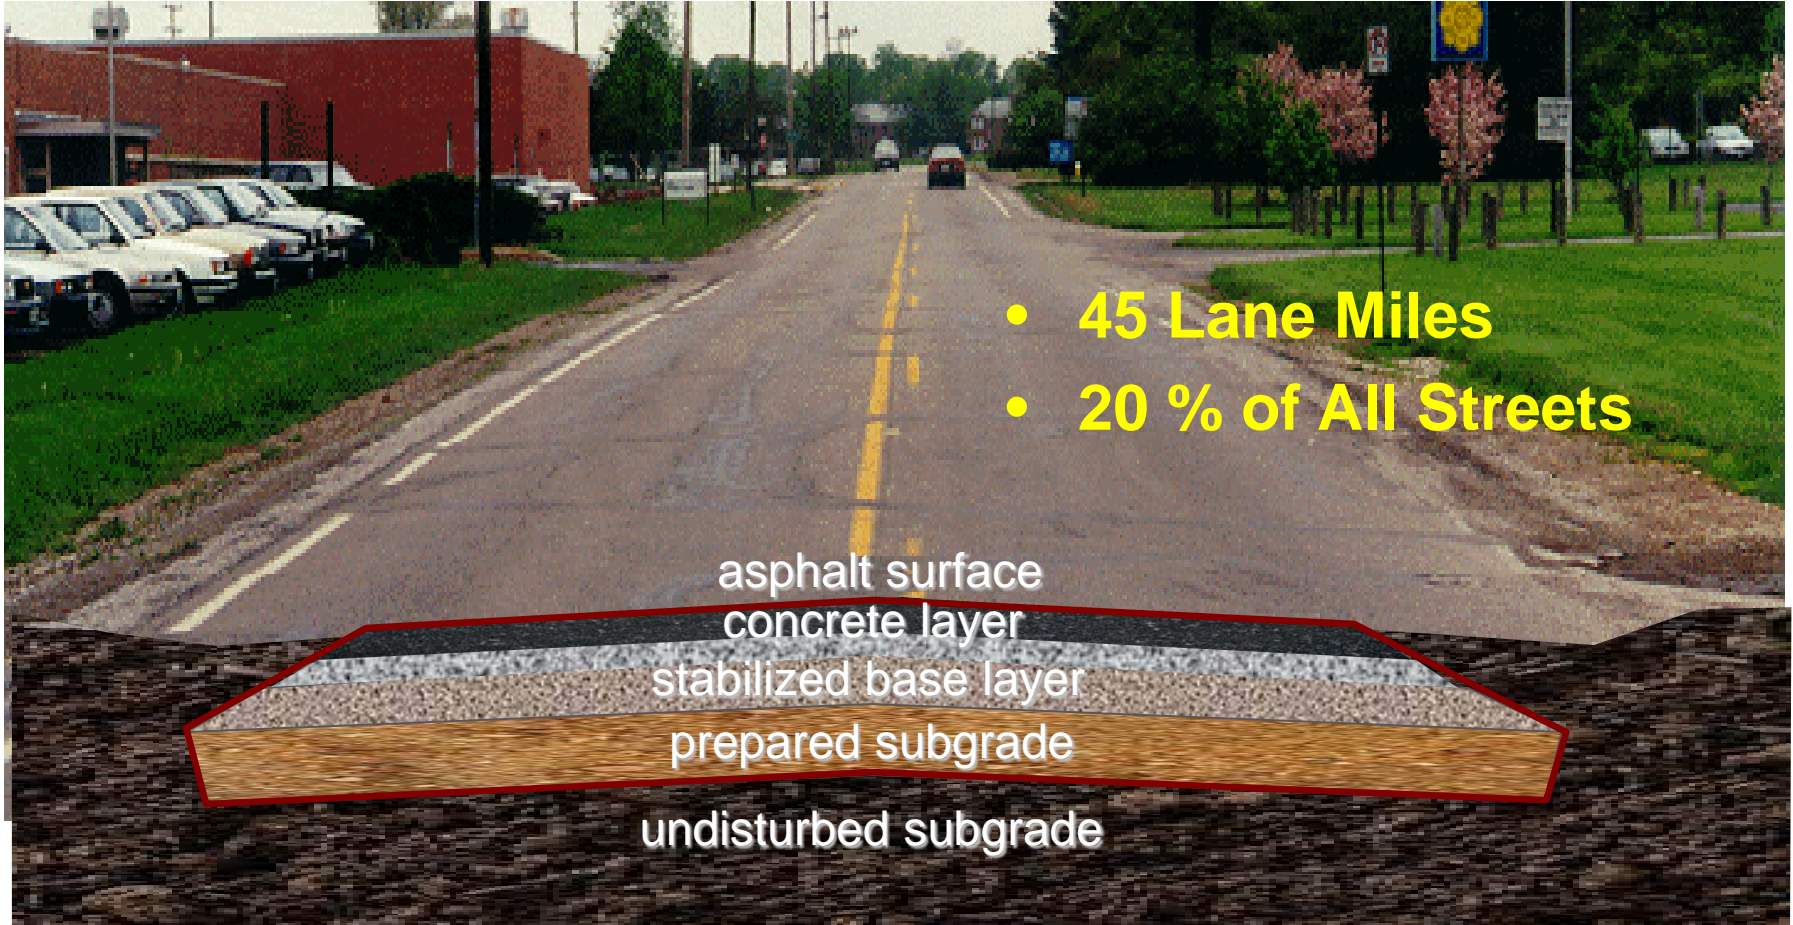 • 45 Lane Miles
• 20 % of All Streets
asphalt surface
concrete layer
stabilized base layer
prepared subgrade
undisturbed subgrade